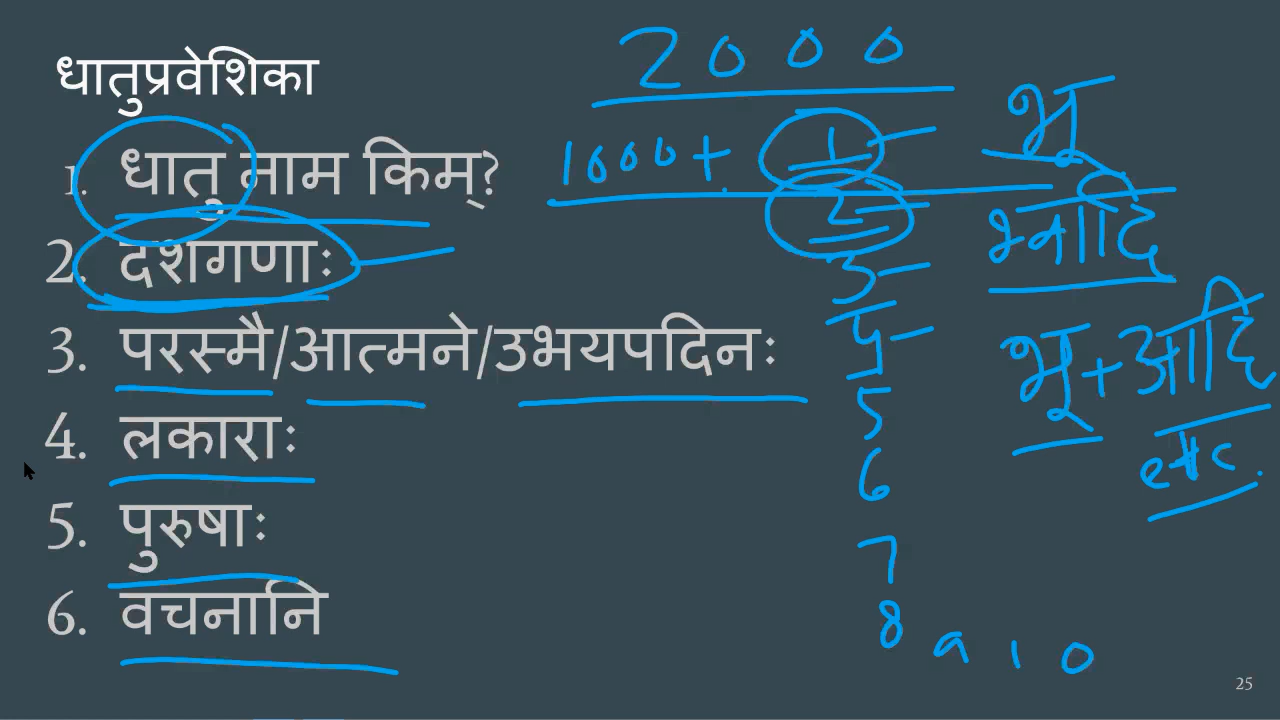 धातुप्रवेशिका
1. धातु नाम किम्?
2. दशगणाः
3. परस्मै/आत्मने/उभयपदिनः
4. लकाराः
5. पुरुषाः
6. वचनानि
2000
1000+ 1
2
3
4
5
6
7
8 9 10
भू
भ्वादि
भू + आदि
etc.
25